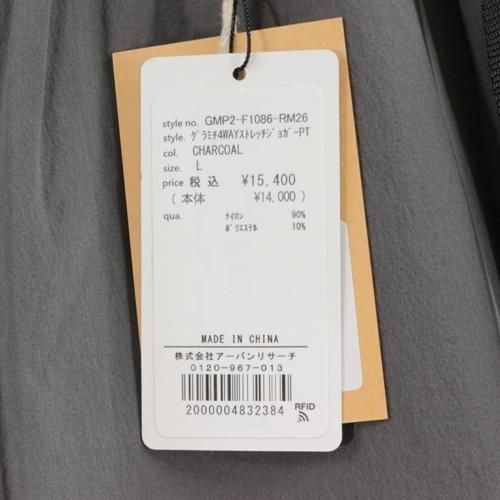 style no. GMP2-F1086-RM26
style. ｸﾞﾗﾐﾁ4WAYｽﾄﾚｯﾁｼﾞｮｶﾞｰPT
col. CHARCOAL
size. L
price 税込 ¥15,400
(本体 ¥14,000)
qua. ﾅｲﾛﾝ 90%
ﾎﾟﾘｴｽﾃﾙ 10%
MADE IN CHINA
株式会社アーバンリサーチ
0120-967-013
2000004832384
RFID